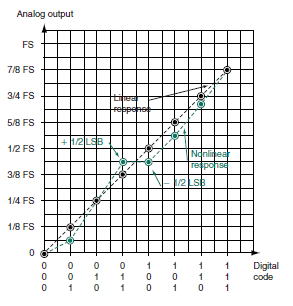 Analog output
FS
7/8 FS
3/4 FS
5/8 FS
1/2 FS
3/8 FS
1/4 FS
1/8 FS
0
Linear
response
+ 1/2 LSB
Nonlinear
response
– 1/2 LSB
0 0 0 0 1 1 1 1 Digital
0 0 1 1 0 0 1 1 code
0 1 0 1 0 1 0 1